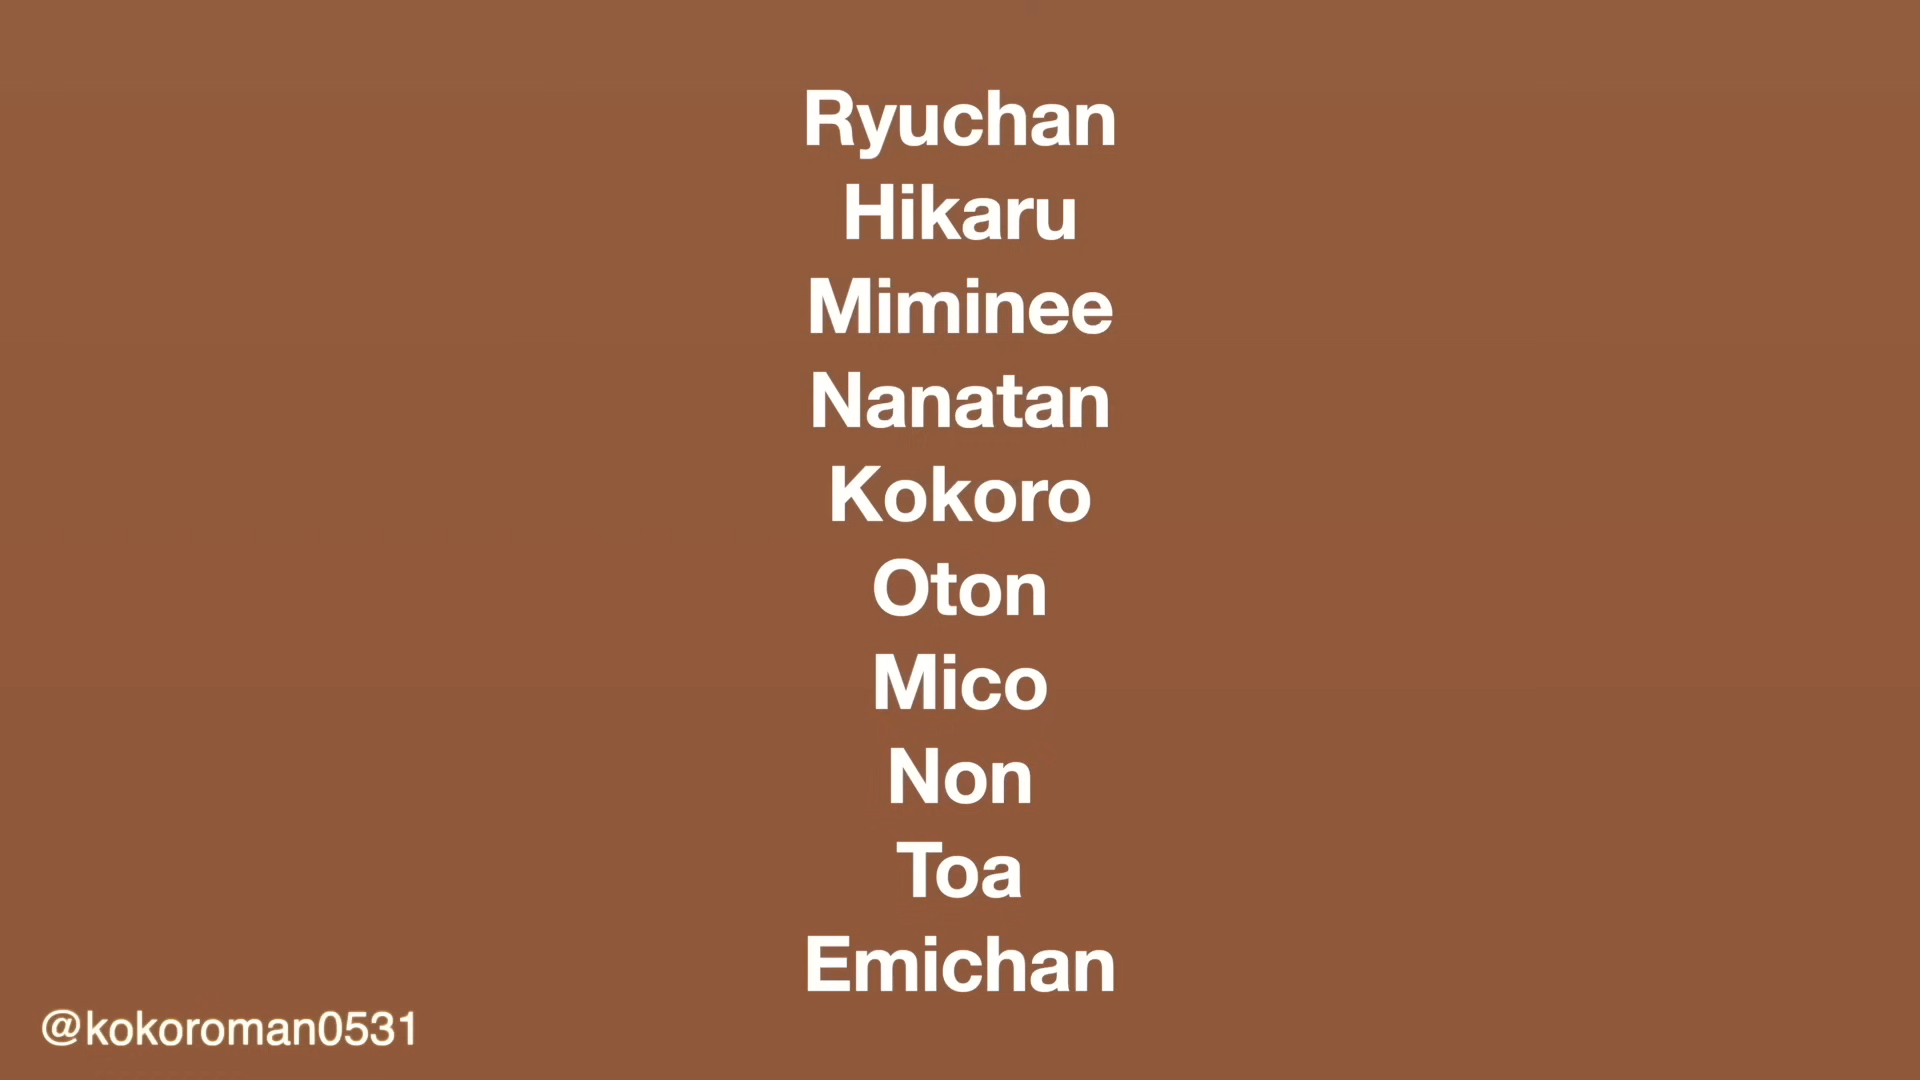 Ryuchan
Hikaru
Miminee
Nanatan
Kokoro
Oton
Mico
Non
Toa
Emichan
@kokoroman0531